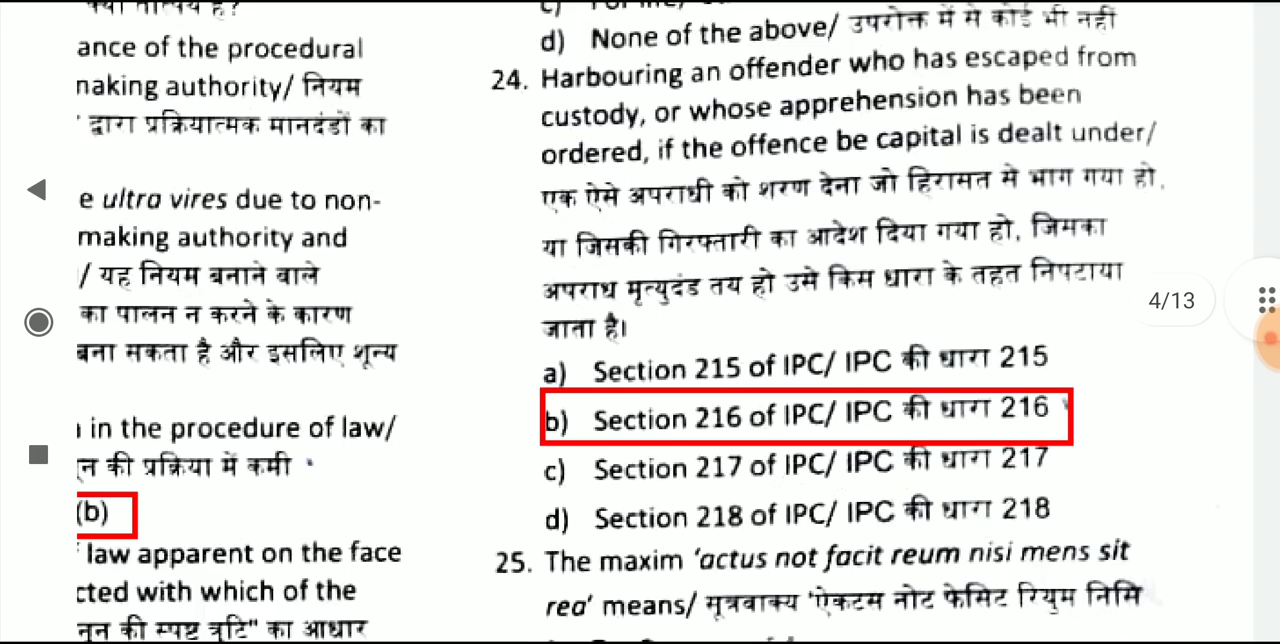 ance of the procedural
naking authority/ नियम
द्वारा प्रक्रियात्मक मानदंडों का
e ultra vires due to non-
making authority and
/ यह नियम बनाने वाले
का पालन न करने के कारण
बना सकता है और इसलिए शून्य
in the procedure of law/
न की प्रक्रिया में कमी
(b)
law apparent on the face
cted with which of the
नून की स्पष्ट त्रुटि" का आधार
d) None of the above/ उपरोक्त में से कोई भी नहीं
24. Harbouring an offender who has escaped from
custody, or whose apprehension has been
ordered, if the offence be capital is dealt under/
एक ऐसे अपराधी को शरण देना जो हिरासत से भाग गया हो,
या जिसकी गिरफ्तारी का आदेश दिया गया हो, जिसका
अपराध मृत्युदंड तय हो उसे किस धारा के तहत निपटाया
जाता है।
a) Section 215 of IPC/ IPC की धारा 215
b) Section 216 of IPC/ IPC की धारा 216
c) Section 217 of IPC/ IPC की धारा 217
d) Section 218 of IPC/ IPC की धारा 218
25. The maxim 'actus not facit reum nisi mens sit
rea' means/ सूत्रवाक्य 'ऐकटस नोट फेसिट रियुम निसि
4/13